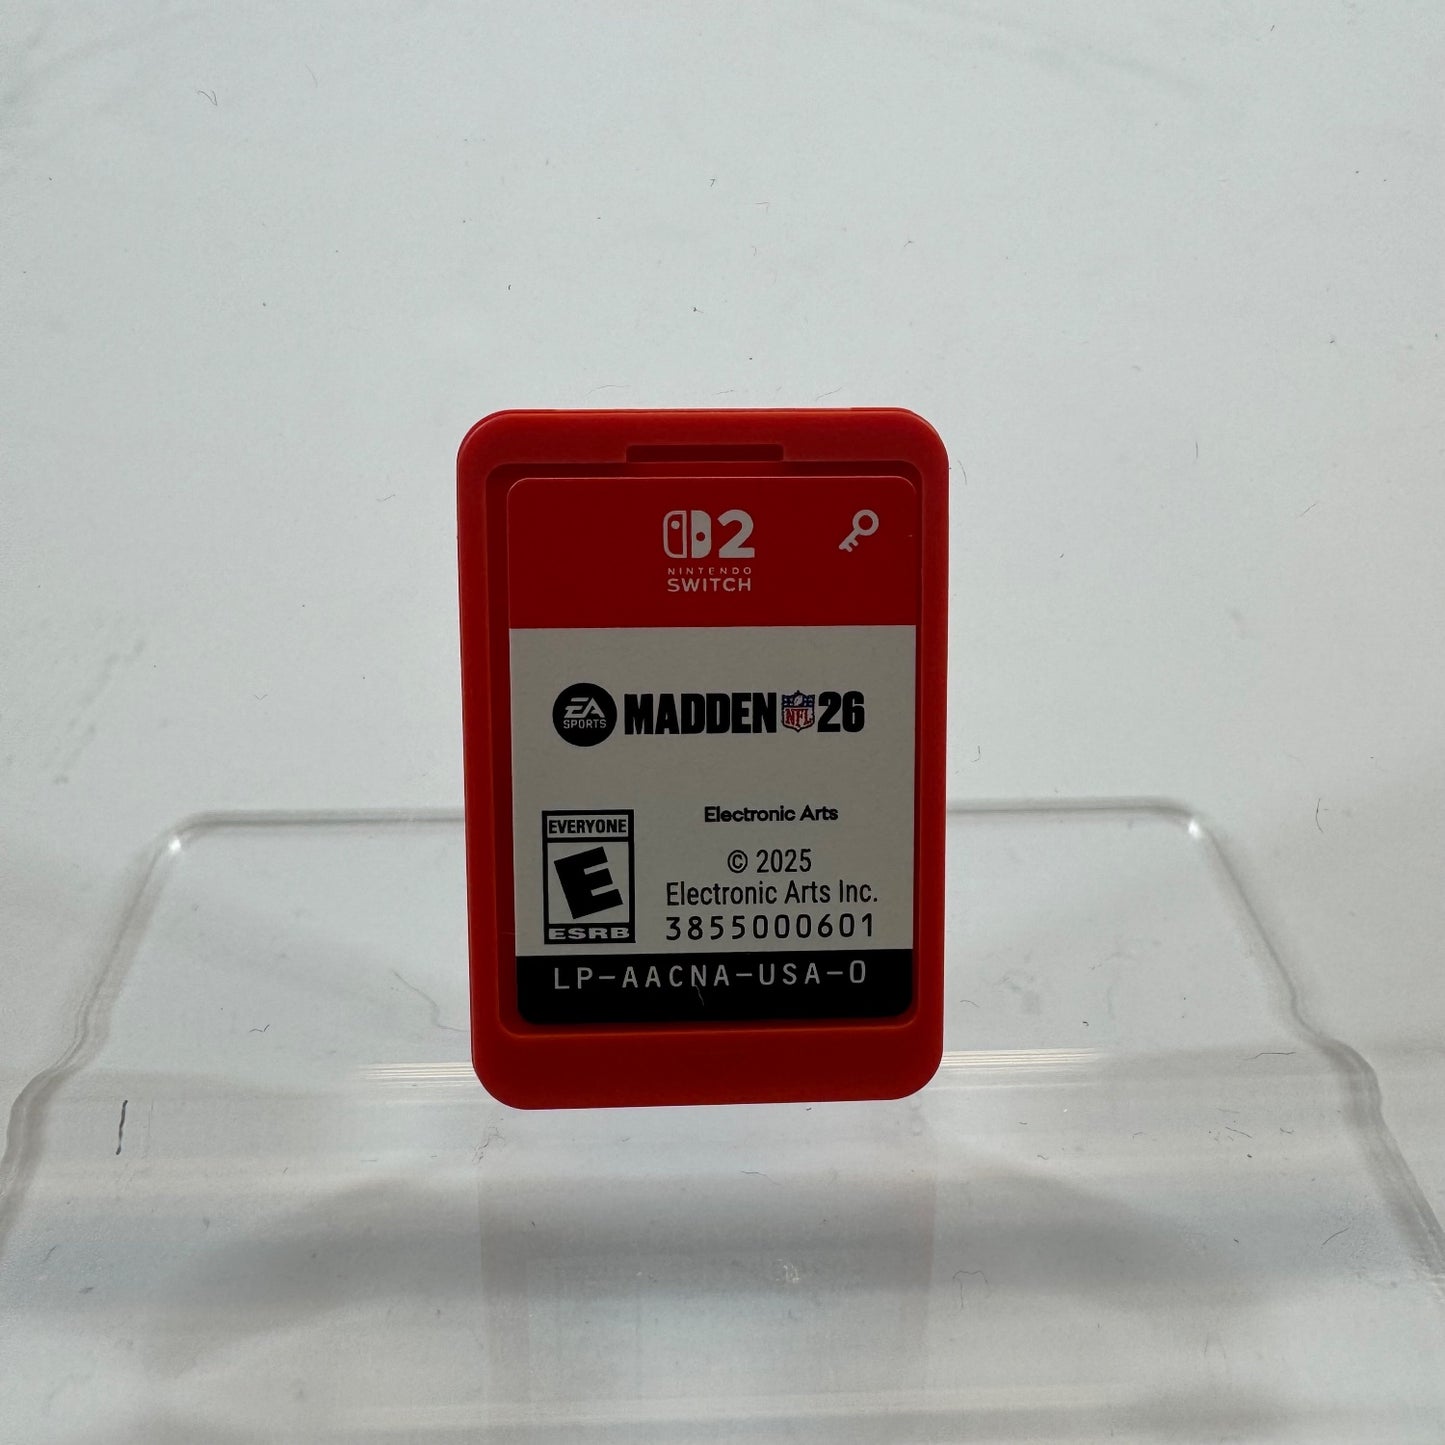 2
NINTENDO
SWITCH
EA
SPORTS
MADDEN NFL 26
Electronic Arts
EVERYONE
E
ESRB
© 2025
Electronic Arts Inc.
3855000601
LP-AACNA-USA-0